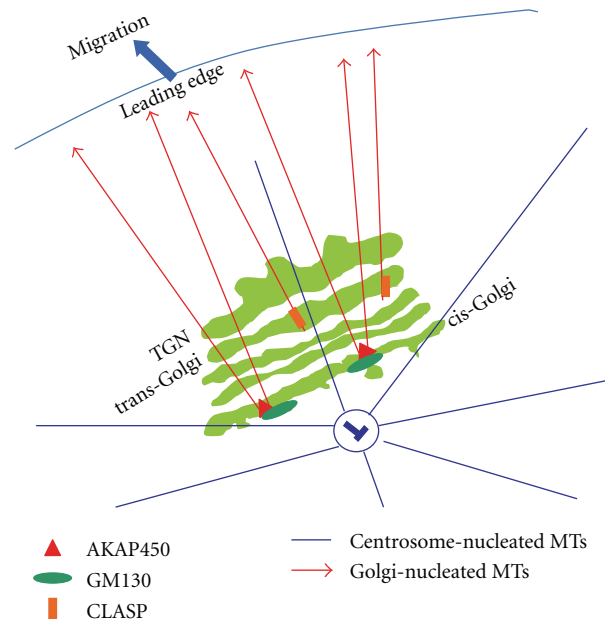 Migration
Leading edge
TGN
trans-Golgi
cis-Golgi
AKAP450
GM130
CLASP
Centrosome-nucleated MTs
Golgi-nucleated MTs